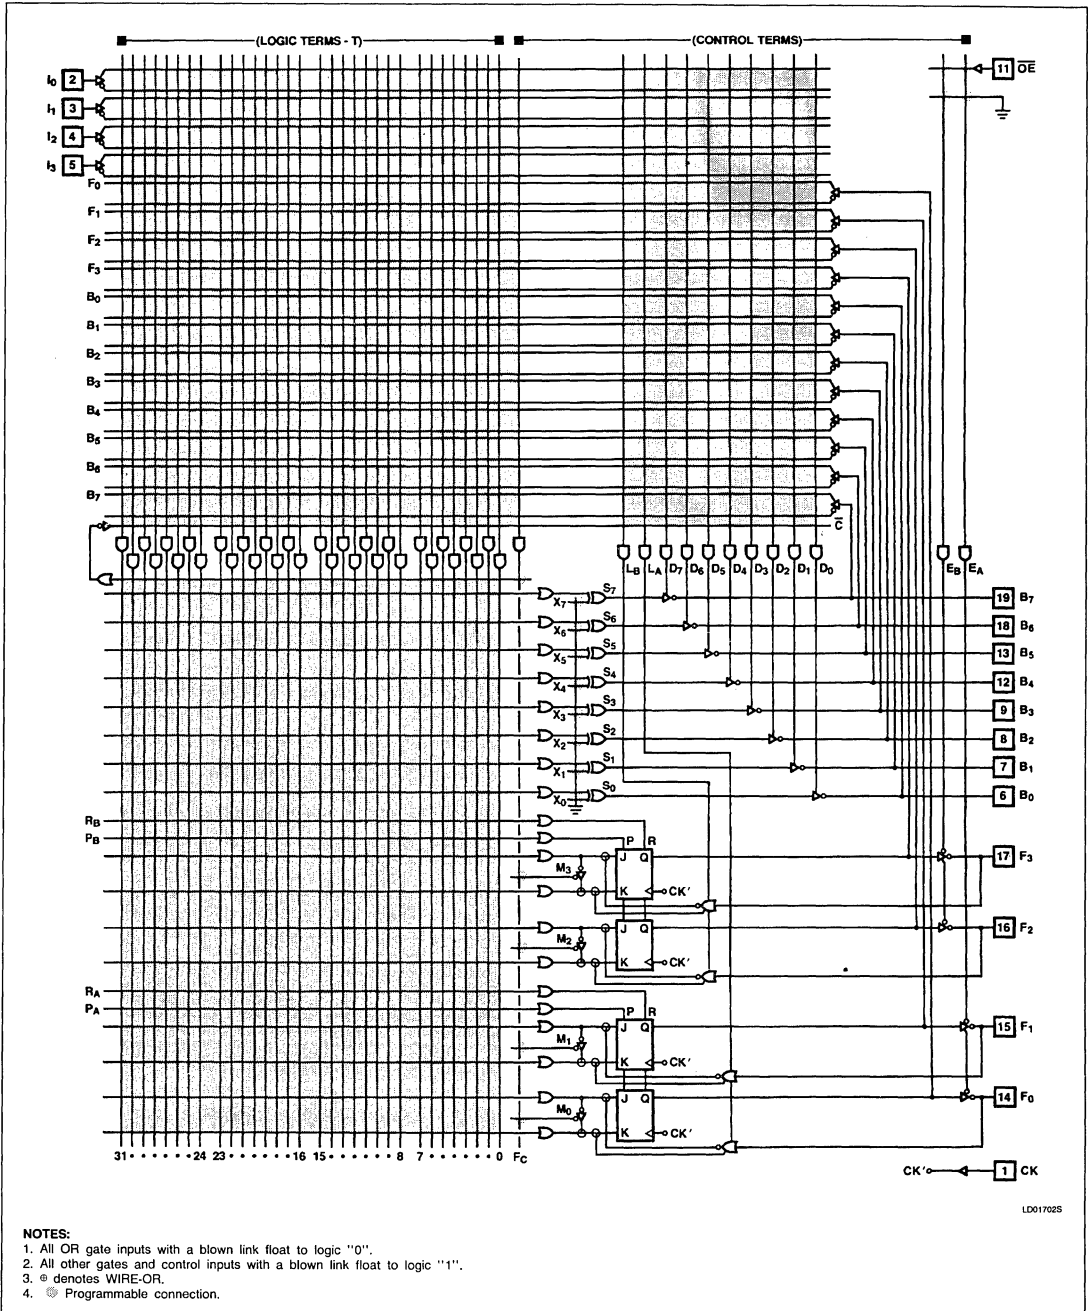 (LOGIC TERMS - T)
(CONTROL TERMS)
I0 2
11 OE
I1 3
I2 4
I3 5
F0
F1
F2
F3
B0
B1
B2
B3
B4
B5
B6
B7
C
LB LA D7 D6 D5 D4 D3 D2 D1 D0
EB EA
X7 S7 19 B7
X6 S6 18 B6
X5 S5 13 B5
X4 S4 12 B4
X3 S3 9 B3
X2 S2 8 B2
X1 S1 7 B1
X0 S0 6 B0
RB
PB
P R
M3 J Q 17 F3
K CK'
M2 J Q 16 F2
K CK'
RA
PA
P R
M1 J Q 15 F1
K CK'
M0 J Q 14 F0
K CK'
31 • • • • • • 24 23 • • • • • • 16 15 • • • • • • 8 7 • • • • • • 0 FC
CK' 1 CK
LD01702S
NOTES:
1. All OR gate inputs with a blown link float to logic "0".
2. All other gates and control inputs with a blown link float to logic "1".
3. ⊕ denotes WIRE-OR.
4. Programmable connection.